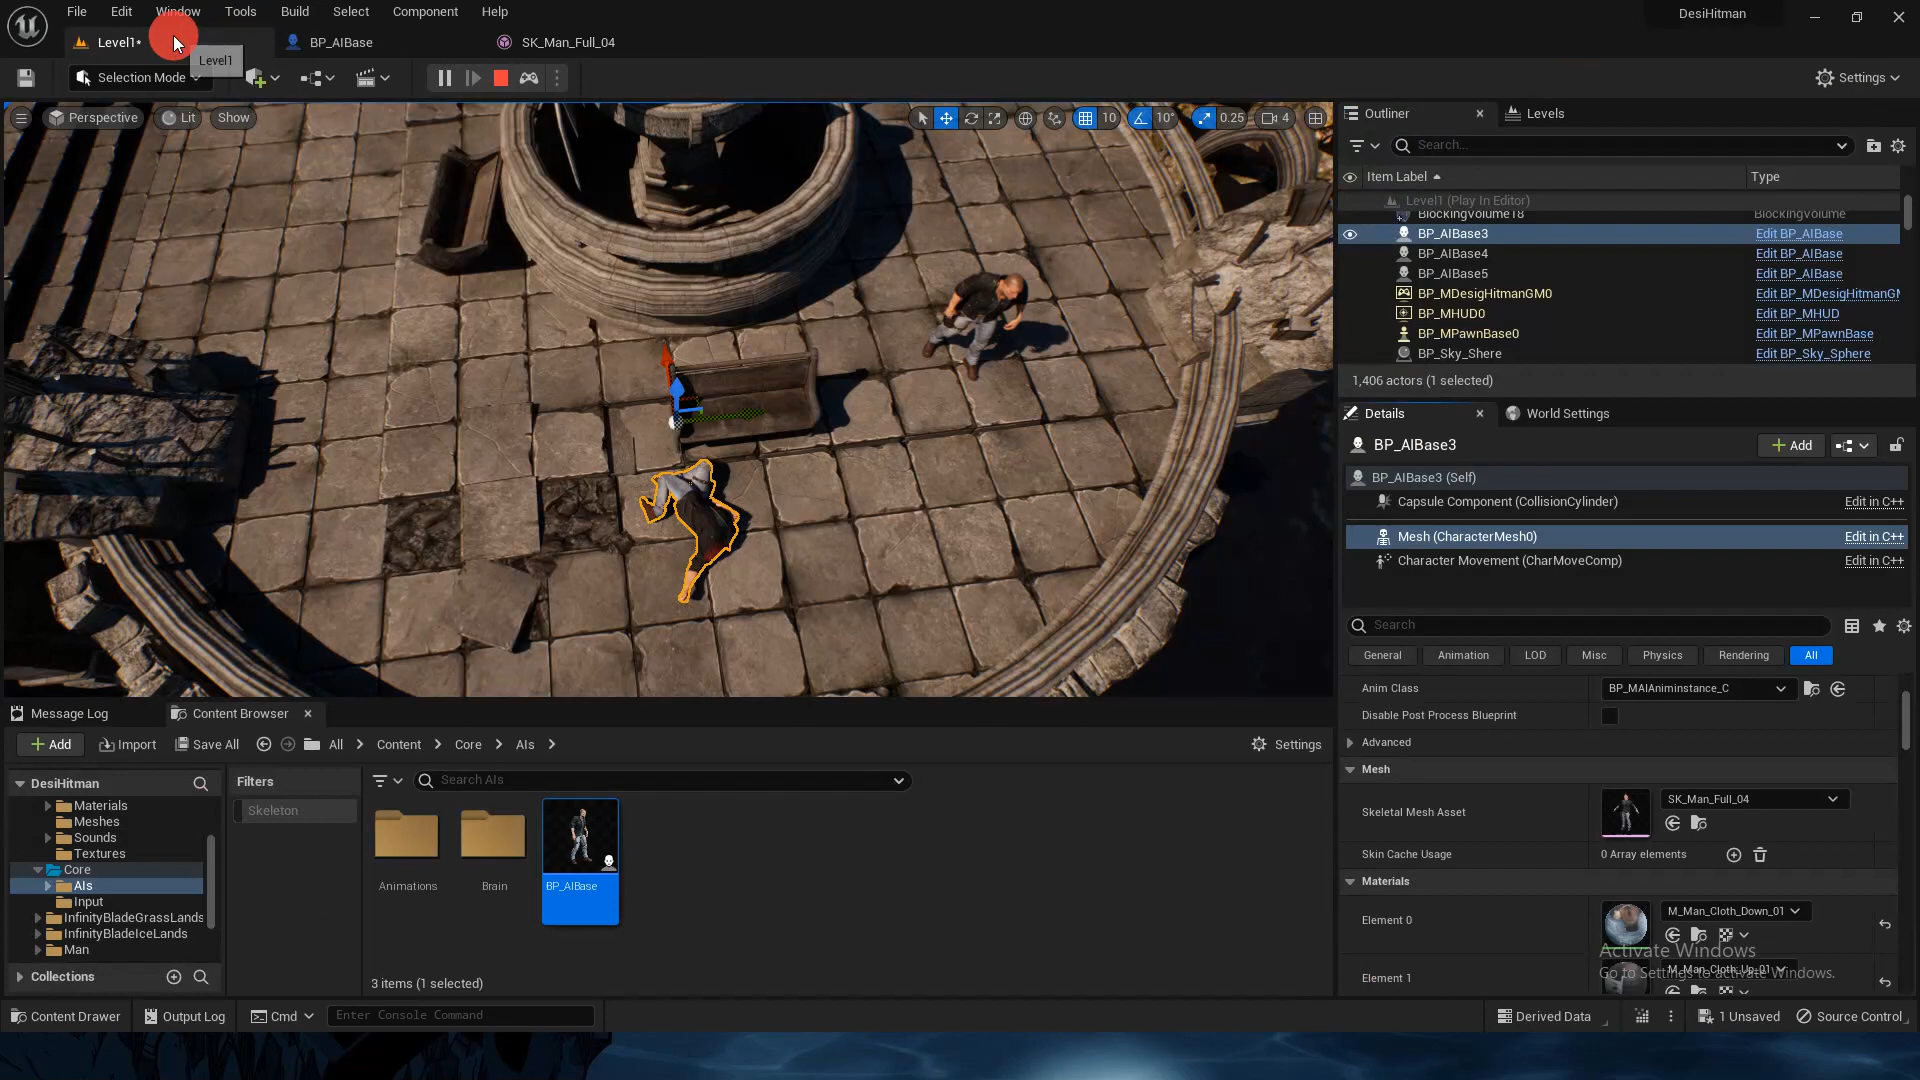 File Edit Window Tools Build Select Component Help
DesiHitman
Level1*
BP_AIBase
SK_Man_Full_04
Level1
Selection Mode
Settings
Perspective
Lit
Show
10
10°
0.25
4
Outliner
Levels
Search...
Item Label
Type
Level1 (Play In Editor)
BlockingVolume18 BlockingVolume
BP_AIBase3 Edit BP_AIBase
BP_AIBase4 Edit BP_AIBase
BP_AIBase5 Edit BP_AIBase
BP_MDesigHitmanGM0 Edit BP_MDesigHitmanGM
BP_MHUD0 Edit BP_MHUD
BP_MPawnBase0 Edit BP_MPawnBase
BP_Sky_Shere Edit BP_Sky_Sphere
1,406 actors (1 selected)
Details
World Settings
BP_AIBase3
Add
BP_AIBase3 (Self)
Capsule Component (CollisionCylinder) Edit in C++
Mesh (CharacterMesh0) Edit in C++
Character Movement (CharMoveComp) Edit in C++
Search
General Animation LOD Misc Physics Rendering All
Anim Class BP_MAIAniminstance_C
Disable Post Process Blueprint
Advanced
Mesh
Skeletal Mesh Asset SK_Man_Full_04
Skin Cache Usage 0 Array elements
Materials
Element 0 M_Man_Cloth_Down_01
Activate Windows
Go to Settings to activate Windows.
Element 1 M_Man_Cloth_Up_01
Message Log
Content Browser
Add Import Save All All Content Core AIs
Settings
DesiHitman
Materials
Meshes
Sounds
Textures
Core
AIs
Input
InfinityBladeGrassLands
InfinityBladeIceLands
Man
Collections
Filters
Skeleton
Search AIs
Animations
Brain
BP_AIBase
3 items (1 selected)
Content Drawer
Output Log
Cmd
Enter Console Command
Derived Data
1 Unsaved
Source Control